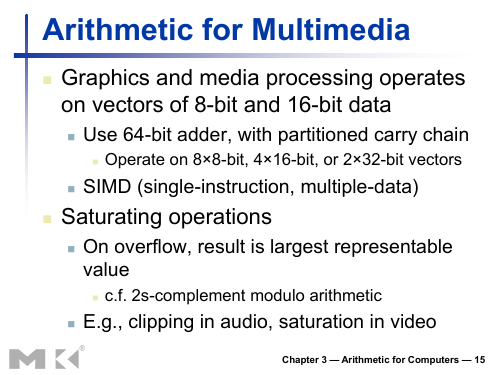 Arithmetic for Multimedia
Graphics and media processing operates
on vectors of 8-bit and 16-bit data
Use 64-bit adder, with partitioned carry chain
Operate on 8×8-bit, 4×16-bit, or 2×32-bit vectors
SIMD (single-instruction, multiple-data)
Saturating operations
On overflow, result is largest representable
value
c.f. 2s-complement modulo arithmetic
E.g., clipping in audio, saturation in video
MK®
Chapter 3 — Arithmetic for Computers — 15